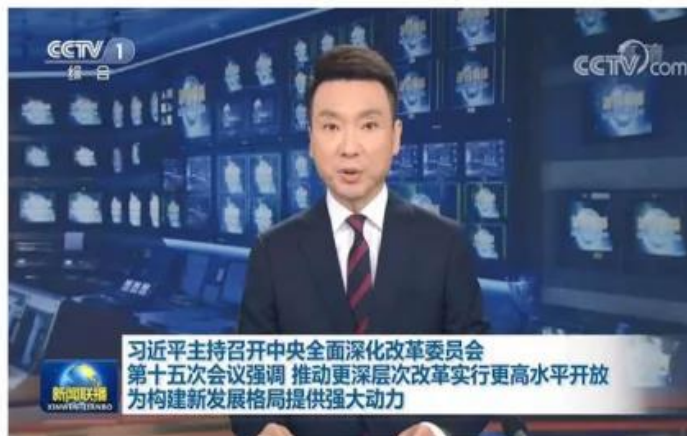 CCTV 1
综合
CCTV.com
习近平主持召开中央全面深化改革委员会
第十五次会议强调 推动更深层次改革实行更高水平开放
为构建新发展格局提供强大动力
新闻联播
XINWENLIANBO